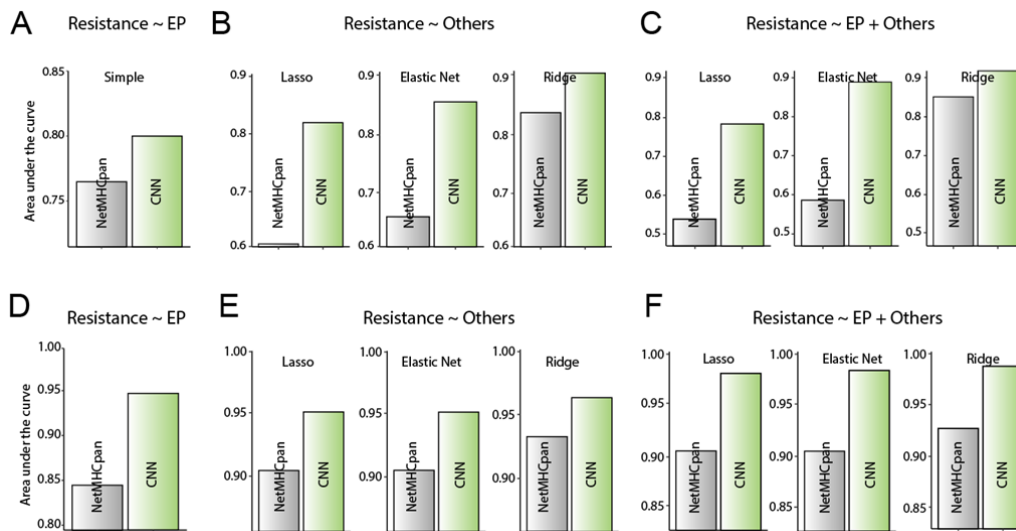 A
Resistance ~ EP
Simple
Area under the curve
0.85
0.80
0.75
NetMHCpan
CNN
B
Resistance ~ Others
Lasso
0.9
0.8
0.7
0.6
NetMHCpan
CNN
Elastic Net
0.9
0.8
0.7
0.6
NetMHCpan
CNN
Ridge
0.9
0.8
0.7
0.6
NetMHCpan
CNN
C
Resistance ~ EP + Others
Lasso
0.9
0.8
0.7
0.6
0.5
NetMHCpan
CNN
Elastic Net
0.9
0.8
0.7
0.6
0.5
NetMHCpan
CNN
Ridge
0.9
0.8
0.9
0.6
0.5
NetMHCpan
CNN
D
Resistance ~ EP
Area under the curve
1.00
0.95
0.90
0.85
0.80
NetMHCpan
CNN
E
Resistance ~ Others
Lasso
1.00
0.95
0.90
NetMHCpan
CNN
Elastic Net
1.00
0.95
0.90
NetMHCpan
CNN
Ridge
1.00
0.95
0.90
NetMHCpan
CNN
F
Resistance ~ EP + Others
Lasso
1.00
0.95
0.90
0.85
NetMHCpan
CNN
Elastic Net
1.00
0.95
0.90
0.85
NetMHCpan
CNN
Ridge
1.00
0.95
0.90
0.85
NetMHCpan
CNN